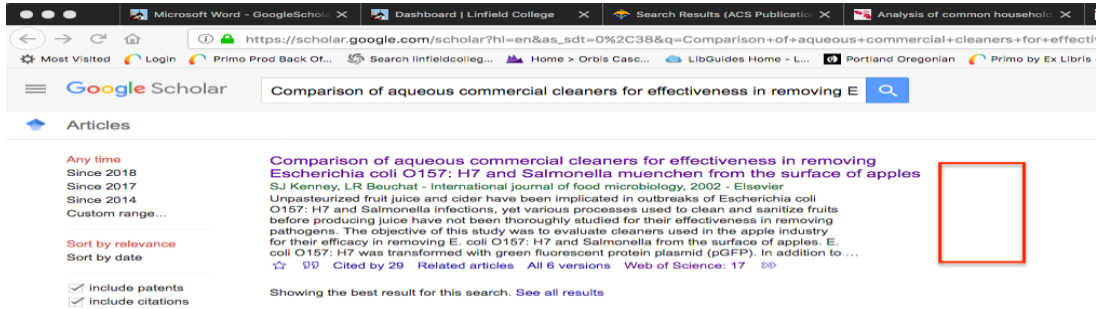 Microsoft Word - GoogleSchola
Dashboard | Linfield College
Search Results (ACS Publicatio
Analysis of common household
https://scholar.google.com/scholar?hl=en&as_sdt=0%2C38&q=Comparison+of+aqueous+commercial+cleaners+for+effectiv
Most Visited Login Primo Prod Back Of... Search linfieldcolleg... Home > Orbis Casc... LibGuides Home - L... Portland Oregonian Primo by Ex Libris
Google Scholar
Comparison of aqueous commercial cleaners for effectiveness in removing E
Articles
Any time
Since 2018
Since 2017
Since 2014
Custom range...
Sort by relevance
Sort by date
include patents
include citations
Comparison of aqueous commercial cleaners for effectiveness in removing
Escherichia coli O157: H7 and Salmonella muenchen from the surface of apples
SJ Kenney, LR Beuchat - International journal of food microbiology, 2002 - Elsevier
Unpasteurized fruit juice and cider have been implicated in outbreaks of Escherichia coli
O157: H7 and Salmonella infections, yet various processes used to clean and sanitize fruits
before producing juice have not been thoroughly studied for their effectiveness in removing
pathogens. The objective of this study was to evaluate cleaners used in the apple industry
for their efficacy in removing E. coli O157: H7 and Salmonella from the surface of apples. E.
coli O157: H7 was transformed with green fluorescent protein plasmid (pGFP). In addition to ...
Cited by 29 Related articles All 6 versions Web of Science: 17
Showing the best result for this search. See all results